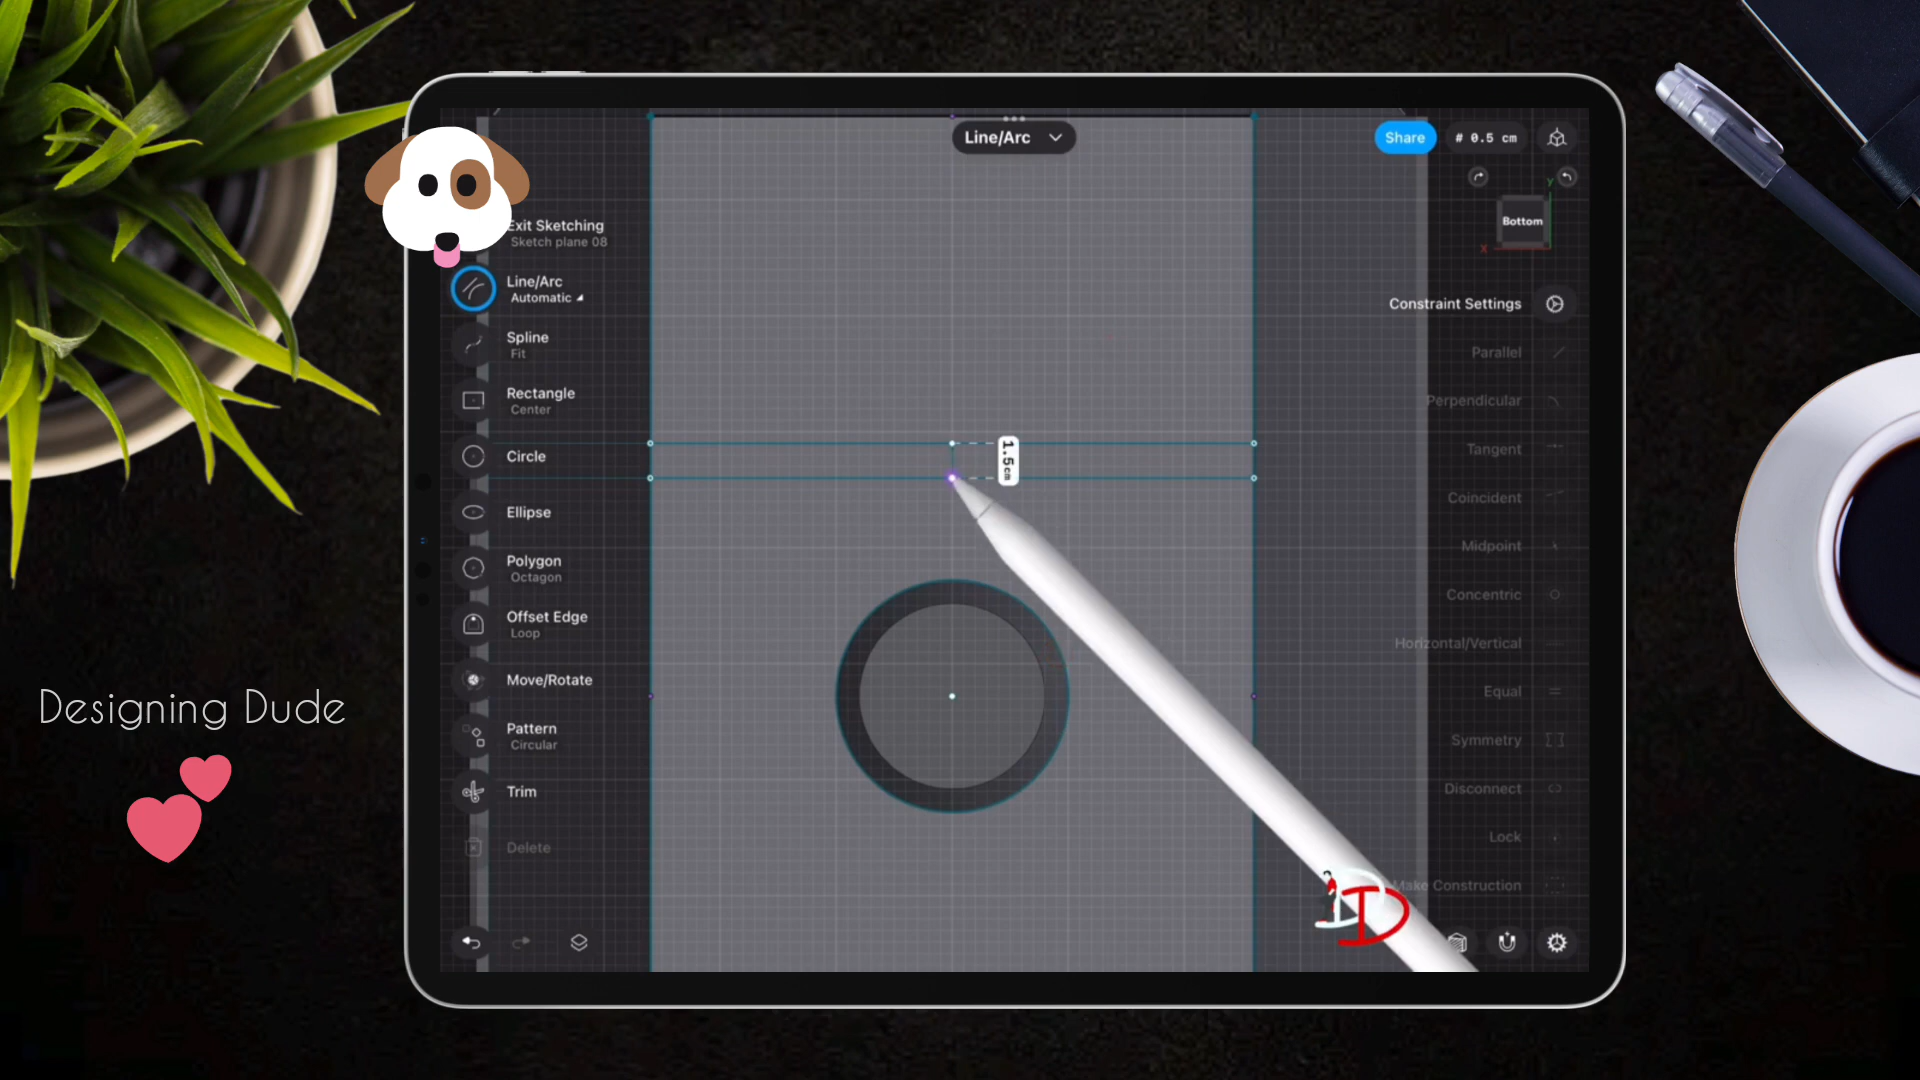 Line/Arc
Share
# 0.5 cm
Y
Bottom
X
Exit Sketching
Sketch plane 08
Line/Arc
Automatic
Spline
Fit
Rectangle
Center
Circle
Ellipse
Polygon
Octagon
Offset Edge
Loop
Move/Rotate
Pattern
Circular
Trim
Delete
1.5cm
Constraint Settings
Parallel
Perpendicular
Tangent
Coincident
Midpoint
Concentric
Horizontal/Vertical
Equal
Symmetry
Disconnect
Lock
Make Construction
Designing Dude
D
D